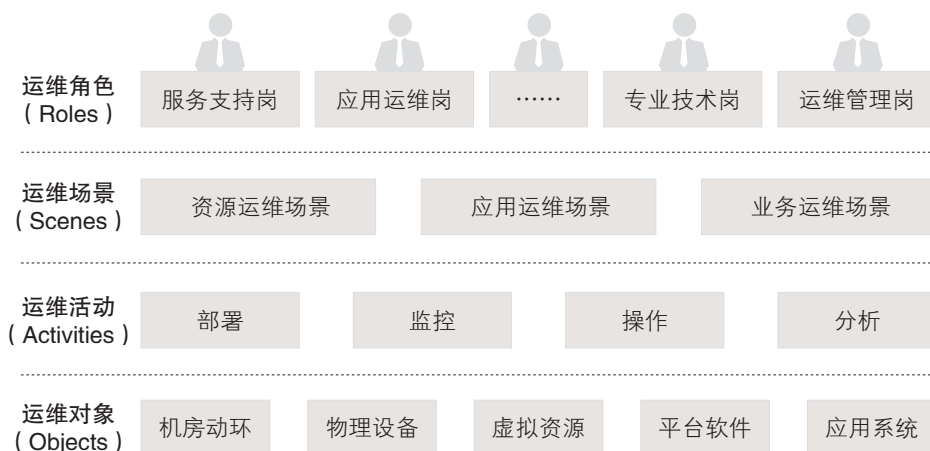 运维角色
( Roles )
服务支持岗
应用运维岗
……
专业技术岗
运维管理岗
运维场景
( Scenes )
资源运维场景
应用运维场景
业务运维场景
运维活动
( Activities )
部署
监控
操作
分析
运维对象
( Objects )
机房动环
物理设备
虚拟资源
平台软件
应用系统